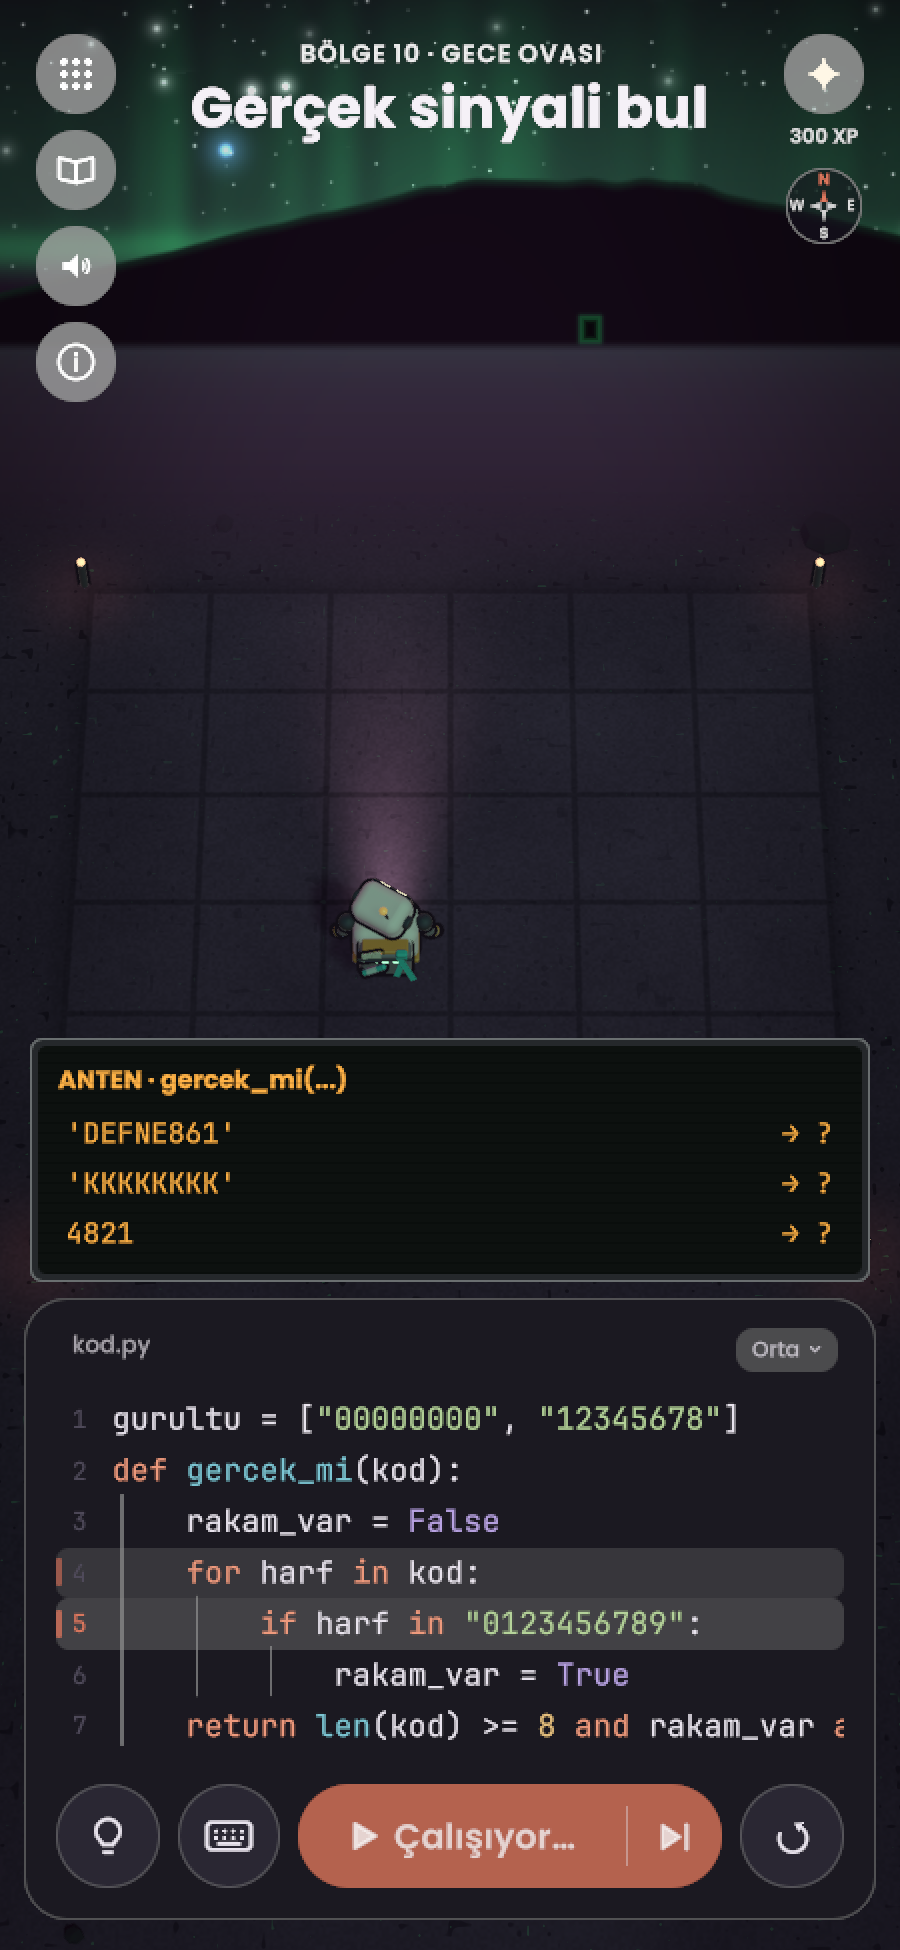 BÖLGE 10 · GECE OVASI
Gerçek sinyali bul
300 XP
N
W E
S
ANTEN · gercek_mi(…)
'DEFNE861' → ?
'KKKKKKKK' → ?
4821 → ?
kod.py
Orta
1 gurultu = ["00000000", "12345678"]
2 def gercek_mi(kod):
3 rakam_var = False
4 for harf in kod:
5 if harf in "0123456789":
6 rakam_var = True
7 return len(kod) >= 8 and rakam_var
Çalışıyor…